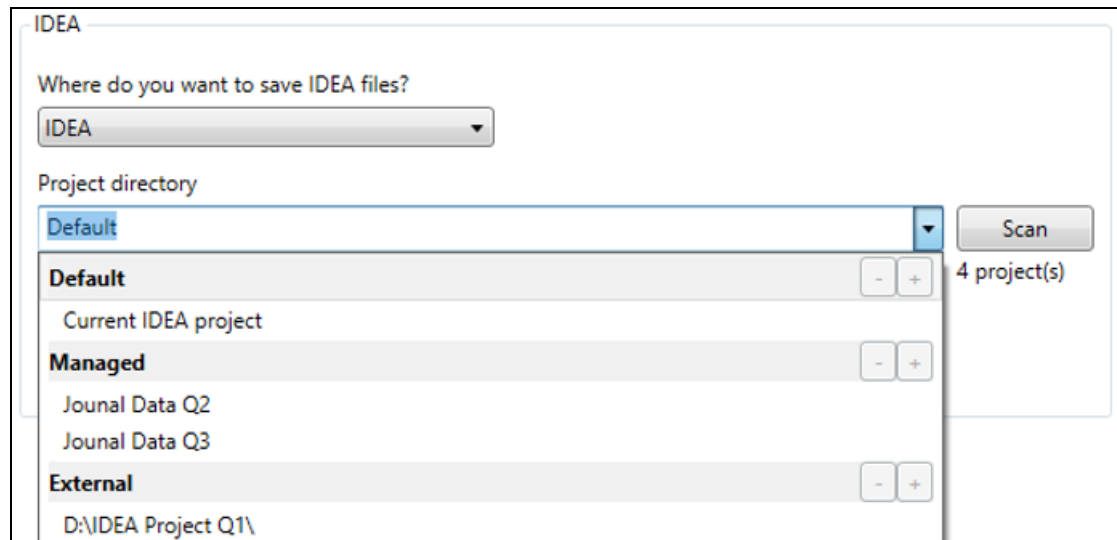 IDEA
Where do you want to save IDEA files?
IDEA
Project directory
Default
Scan
4 project(s)
Default - +
Current IDEA project
Managed - +
Jounal Data Q2
Jounal Data Q3
External - +
D:\IDEA Project Q1\